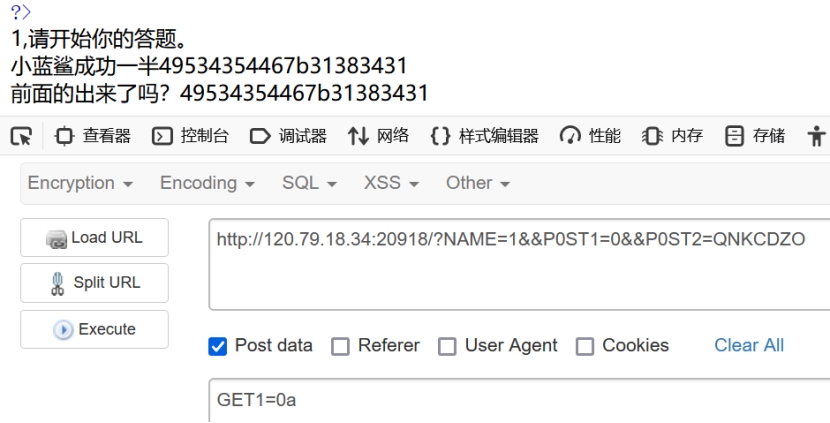 ?>
1,请开始你的答题。
小蓝鲨成功一半49534354467b31383431
前面的出来了吗？49534354467b31383431
查看器 控制台 调试器 网络 {} 样式编辑器 性能 内存 存储
Encryption Encoding SQL XSS Other
Load URL
http://120.79.18.34:20918/?NAME=1&&P0ST1=0&&P0ST2=QNKCDZO
Split URL
Execute
Post data Referer User Agent Cookies Clear All
GET1=0a